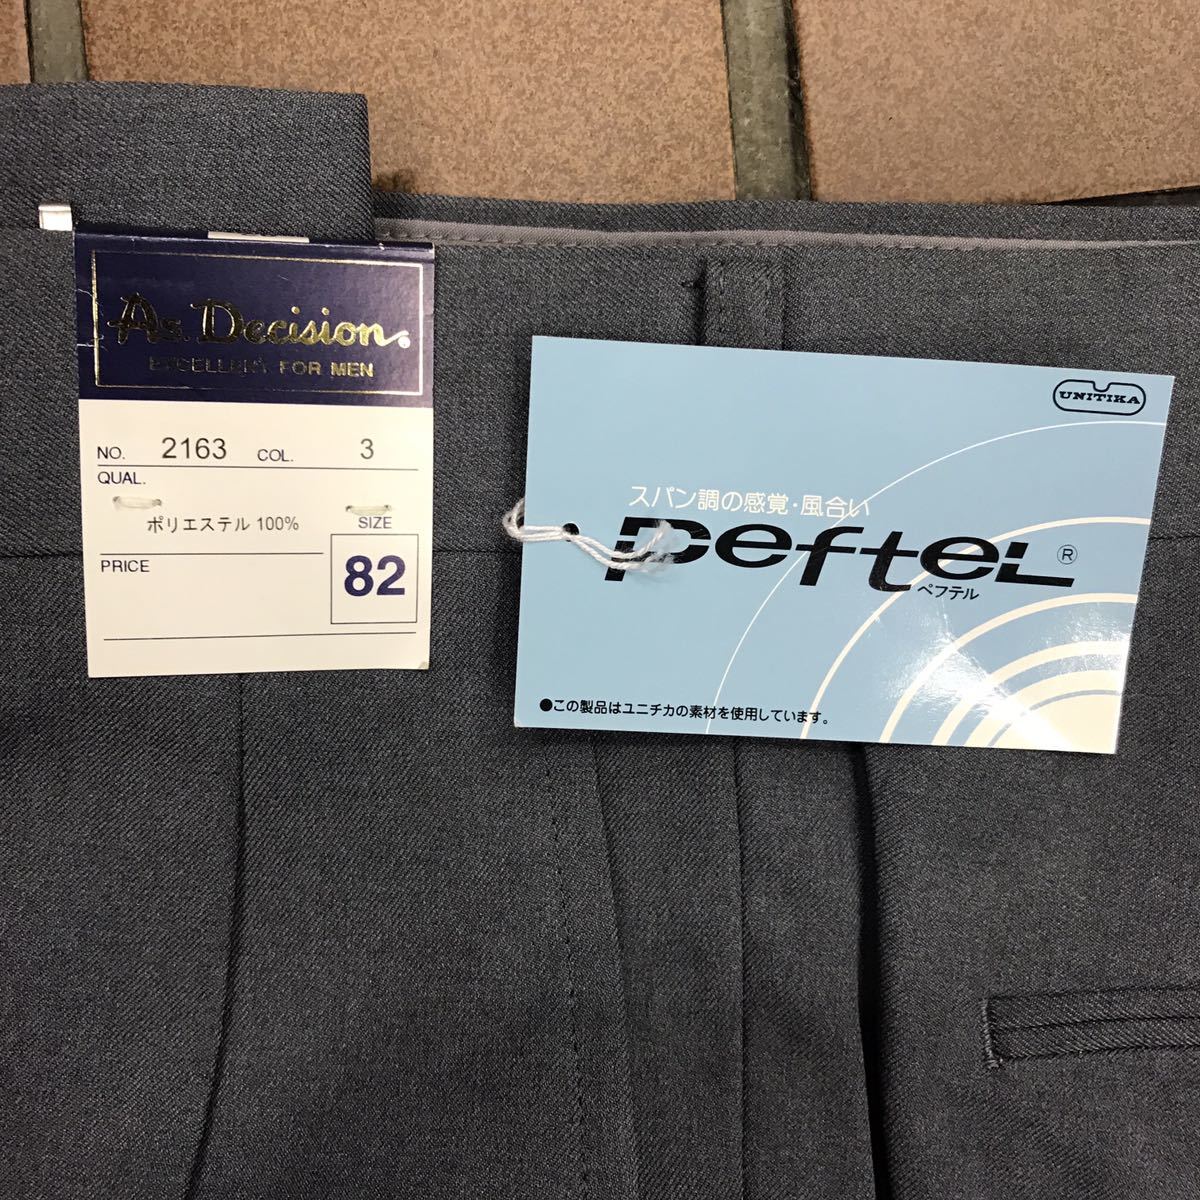 As. Decision.
EXCELLENT FOR MEN
NO. 2163 COL. 3
QUAL.
ポリエステル 100%
SIZE
82
PRICE
UNITIKA
スパン調の感覚・風合い
Peftel®
ペフテル
●この製品はユニチカの素材を使用しています。